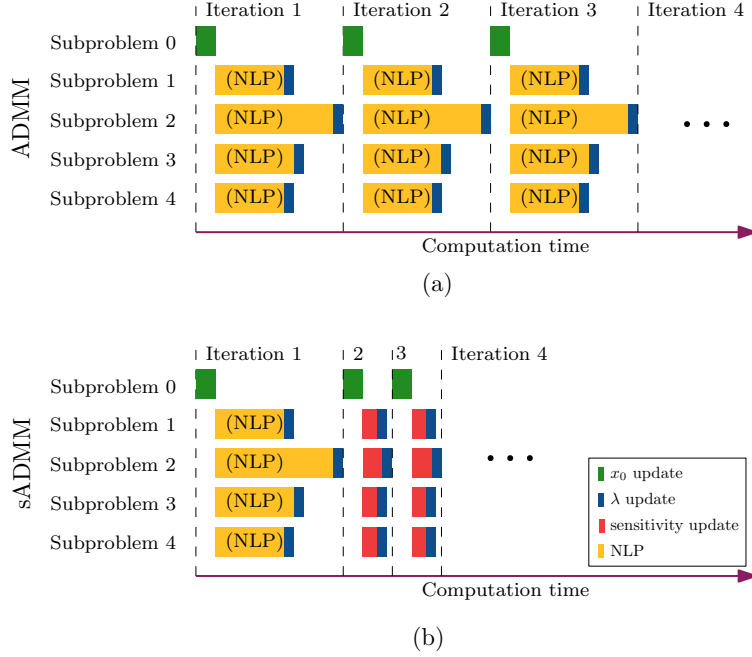 Iteration 1 Iteration 2 Iteration 3 Iteration 4
ADMM
Subproblem 0
Subproblem 1 (NLP) (NLP) (NLP)
Subproblem 2 (NLP) (NLP) (NLP)
Subproblem 3 (NLP) (NLP) (NLP)
Subproblem 4 (NLP) (NLP) (NLP)
Computation time
(a)
Iteration 1 2 3 Iteration 4
sADMM
Subproblem 0
Subproblem 1 (NLP)
Subproblem 2 (NLP)
Subproblem 3 (NLP)
Subproblem 4 (NLP)
x₀ update
λ update
sensitivity update
NLP
Computation time
(b)